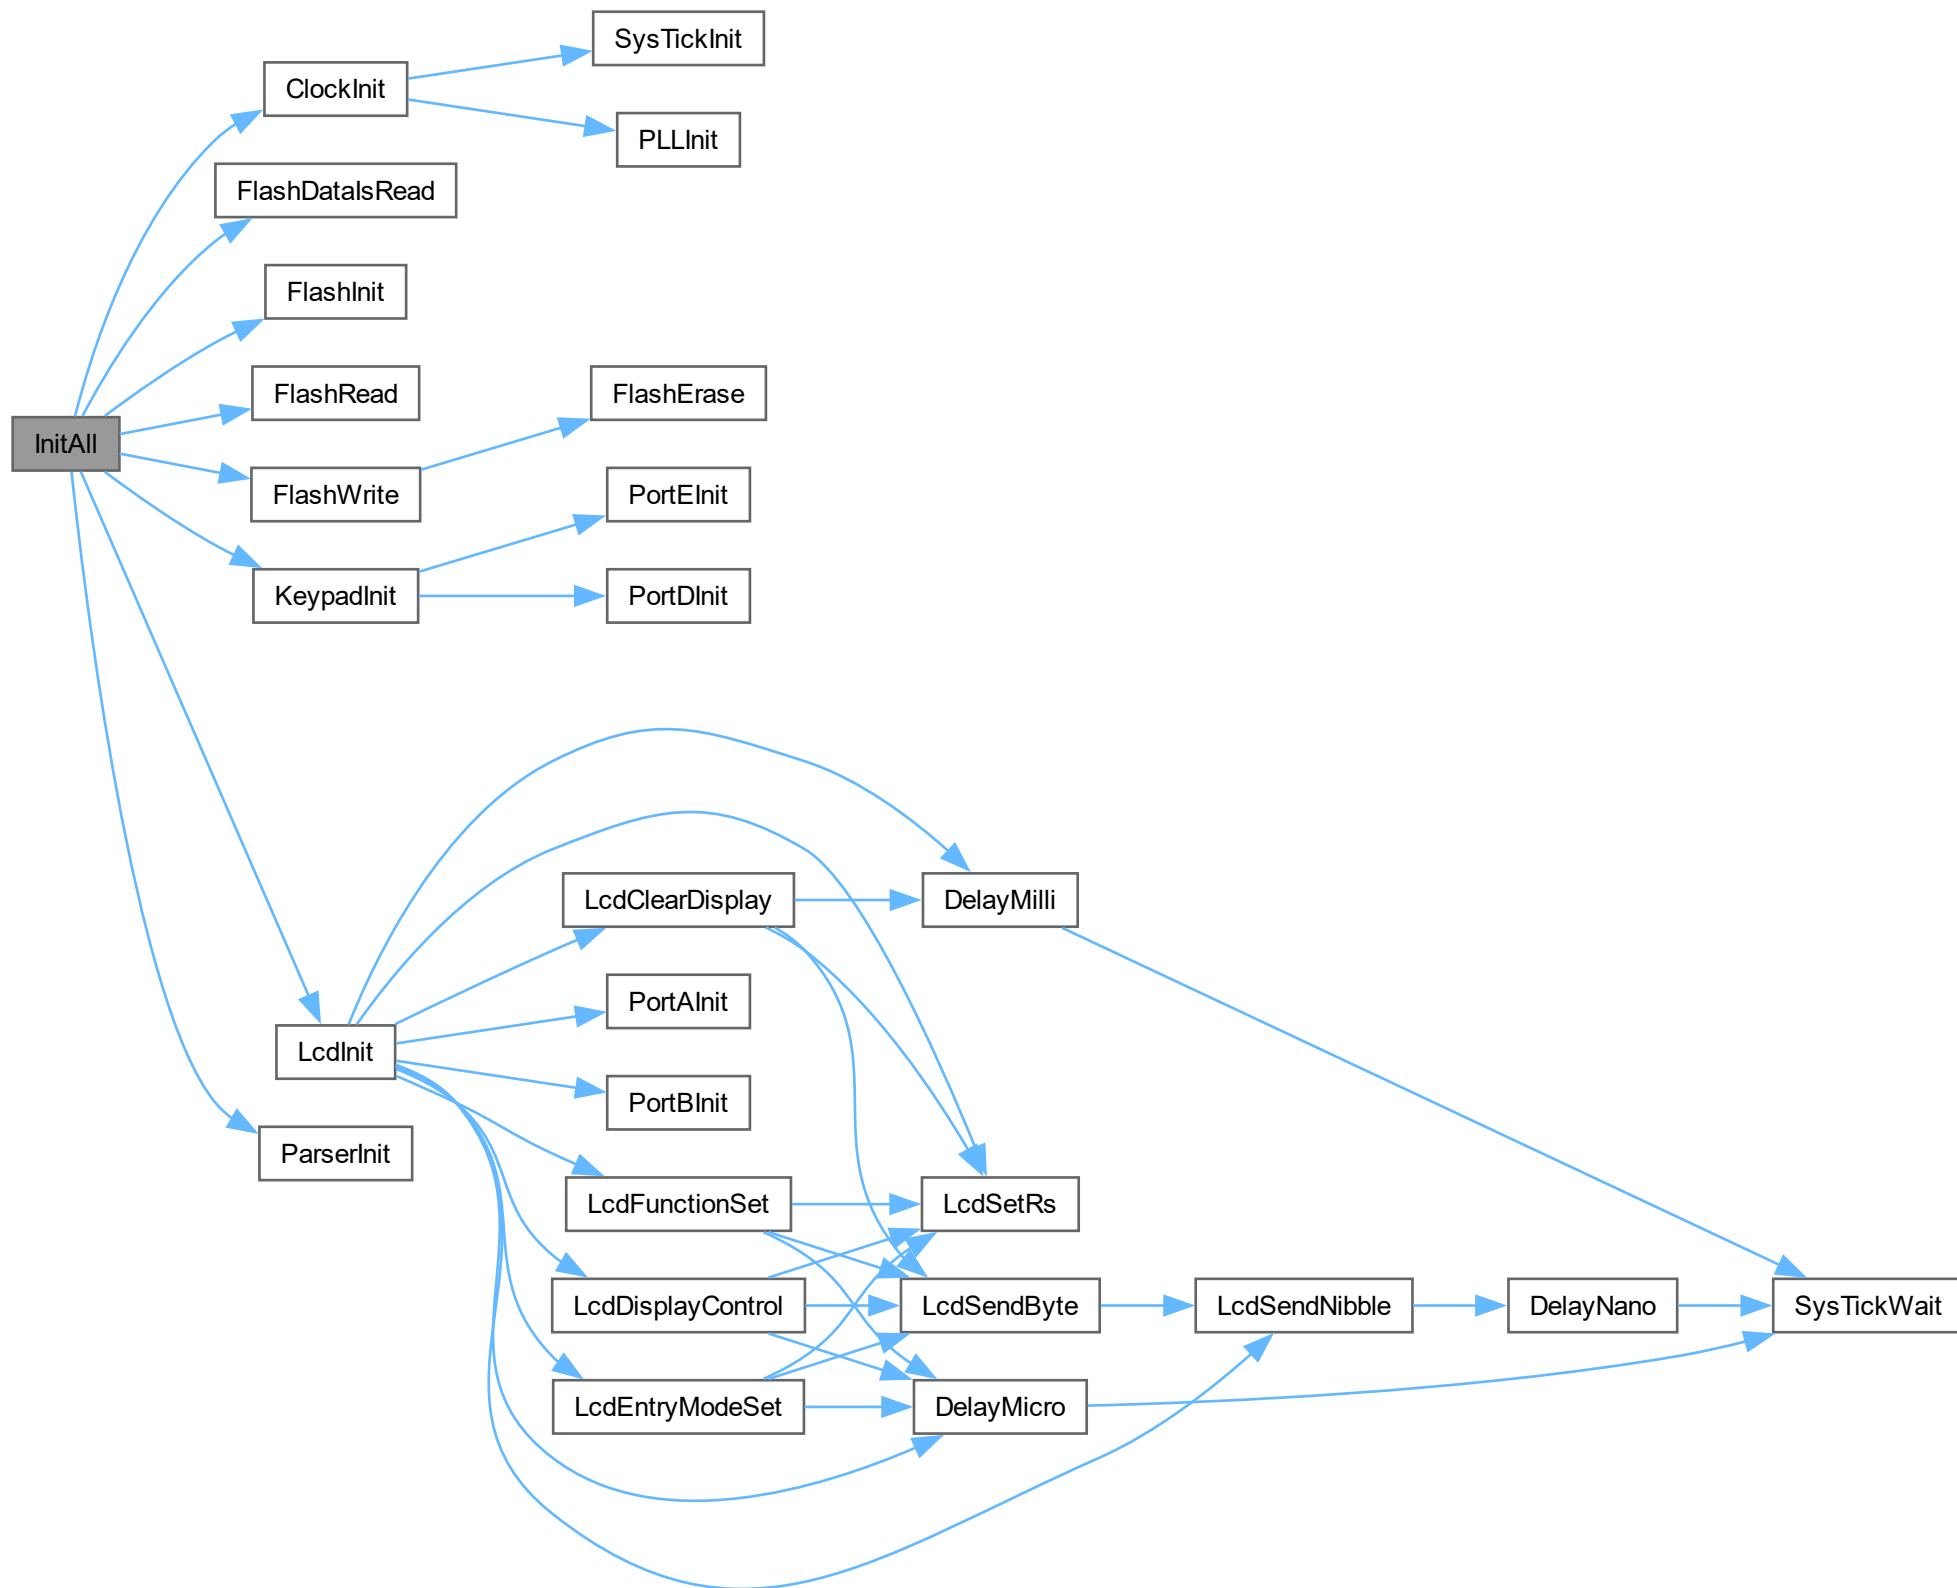 SysTickInit
ClockInit
PLLInit
FlashDataIsRead
FlashInit
FlashRead
FlashErase
InitAll
FlashWrite
PortEInit
KeypadInit
PortDInit
LcdClearDisplay
DelayMilli
PortAInit
LcdInit
PortBInit
ParserInit
LcdFunctionSet
LcdSetRs
LcdDisplayControl
LcdSendByte
LcdSendNibble
DelayNano
SysTickWait
LcdEntryModeSet
DelayMicro